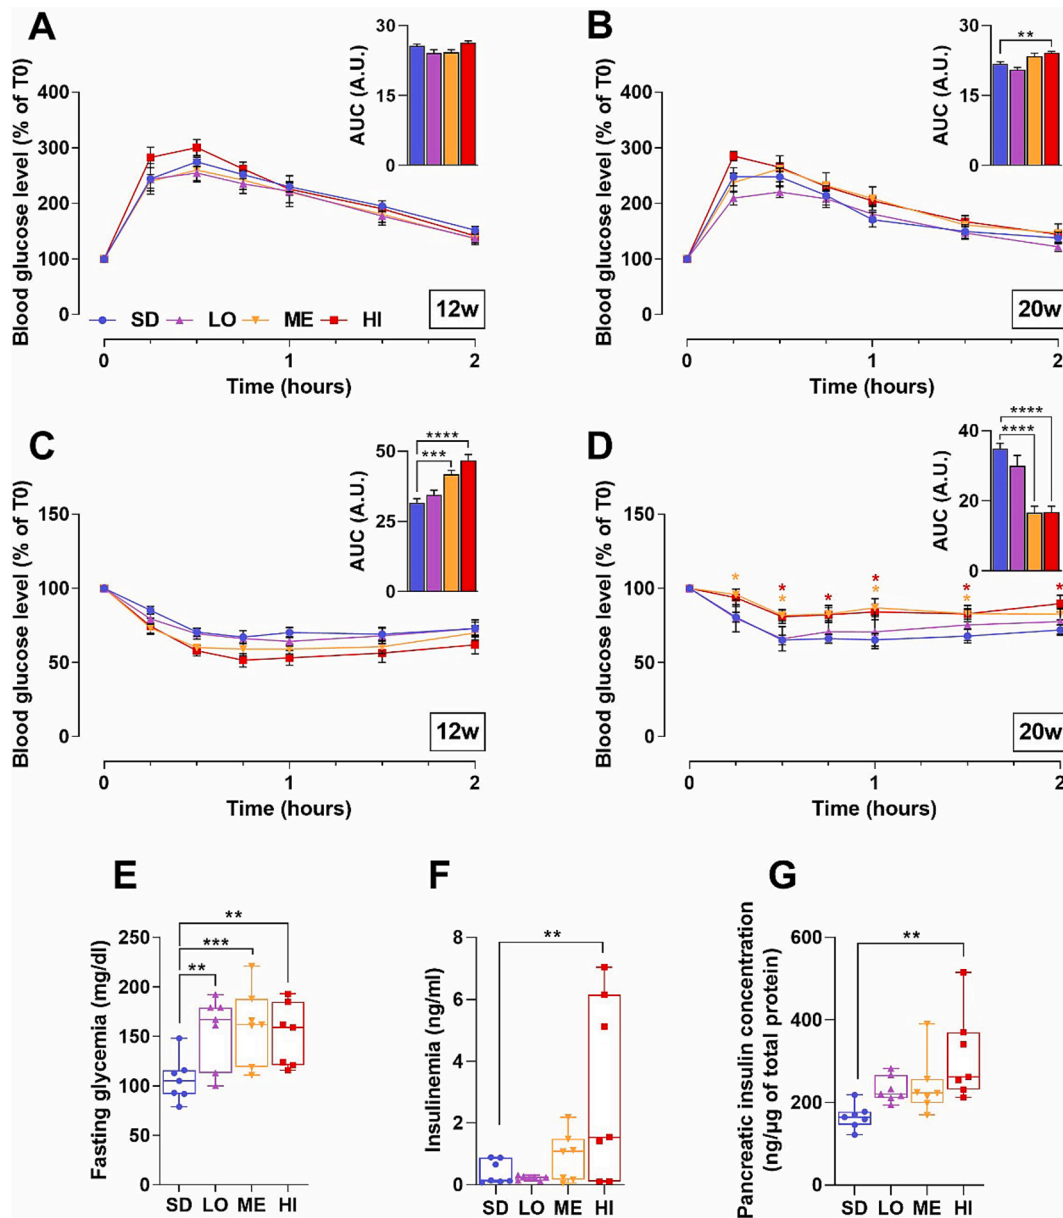 A
Blood glucose level (% of T0)
400
300
200
100
0
AUC (A.U.)
30
15
0
SD LO ME HI
12w
0 1 2
Time (hours)
B
Blood glucose level (% of T0)
400
300
200
100
0
AUC (A.U.)
30
15
0
**
20w
0 1 2
Time (hours)
C
Blood glucose level (% of T0)
150
100
50
0
AUC (A.U.)
50
25
0
****
***
12w
0 1 2
Time (hours)
D
Blood glucose level (% of T0)
150
100
50
0
AUC (A.U.)
40
20
0
****
****
* * * * * * * * *
20w
0 1 2
Time (hours)
E
Fasting glycemia (mg/dl)
250
200
150
100
50
0
**
***
**
SD LO ME HI
F
Insulinemia (ng/ml)
8
6
4
2
0
**
SD LO ME HI
G
Pancreatic insulin concentration
(ng/μg of total protein)
600
400
200
0
**
SD LO ME HI